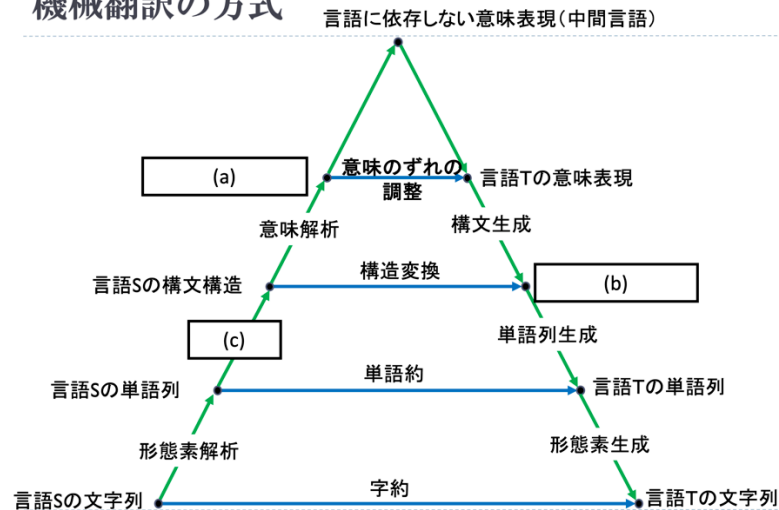 機械翻訳の方式
言語に依存しない意味表現(中間言語)
(a)
意味のずれの
調整
言語Tの意味表現
意味解析
構文生成
言語Sの構文構造
構造変換
(b)
(c)
単語列生成
言語Sの単語列
単語約
言語Tの単語列
形態素解析
形態素生成
言語Sの文字列
字約
言語Tの文字列